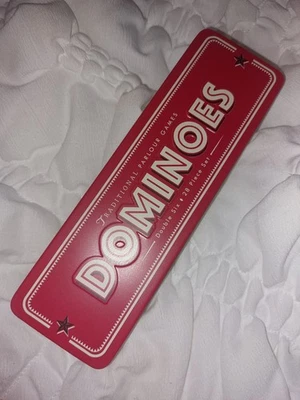 TRADITIONAL PARLOUR GAMES
DOMINOES
Double Six 28 Piece Set